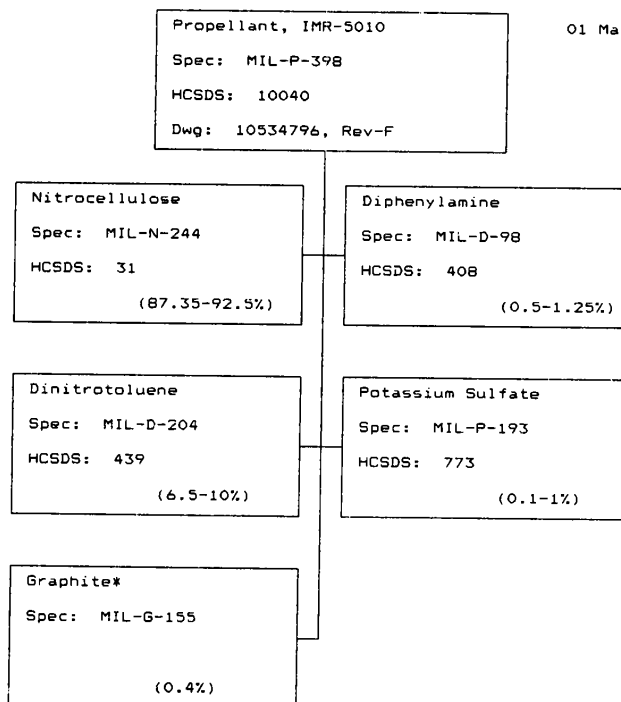 Propellant, IMR-5010
01 Ma
Spec: MIL-P-398
HCSDS: 10040
Dwg: 10534796, Rev-F
Nitrocellulose
Spec: MIL-N-244
HCSDS: 31
(87.35-92.5%)
Diphenylamine
Spec: MIL-D-98
HCSDS: 408
(0.5-1.25%)
Dinitrotoluene
Spec: MIL-D-204
HCSDS: 439
(6.5-10%)
Potassium Sulfate
Spec: MIL-P-193
HCSDS: 773
(0.1-1%)
Graphite*
Spec: MIL-G-155
(0.4%)